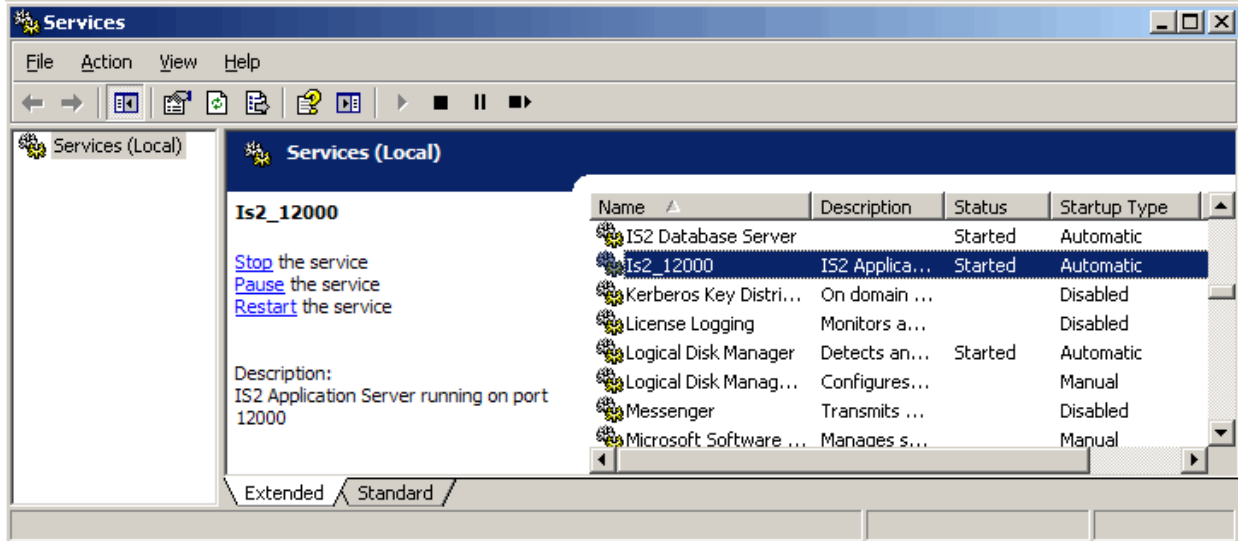 Services
File Action View Help
Services (Local)
Services (Local)
Is2_12000
Stop the service
Pause the service
Restart the service
Description:
IS2 Application Server running on port
12000
Name Description Status Startup Type
IS2 Database Server Started Automatic
Is2_12000 IS2 Applica... Started Automatic
Kerberos Key Distri... On domain ... Disabled
License Logging Monitors a... Disabled
Logical Disk Manager Detects an... Started Automatic
Logical Disk Manag... Configures... Manual
Messenger Transmits ... Disabled
Microsoft Software ... Manages s... Manual
Extended Standard